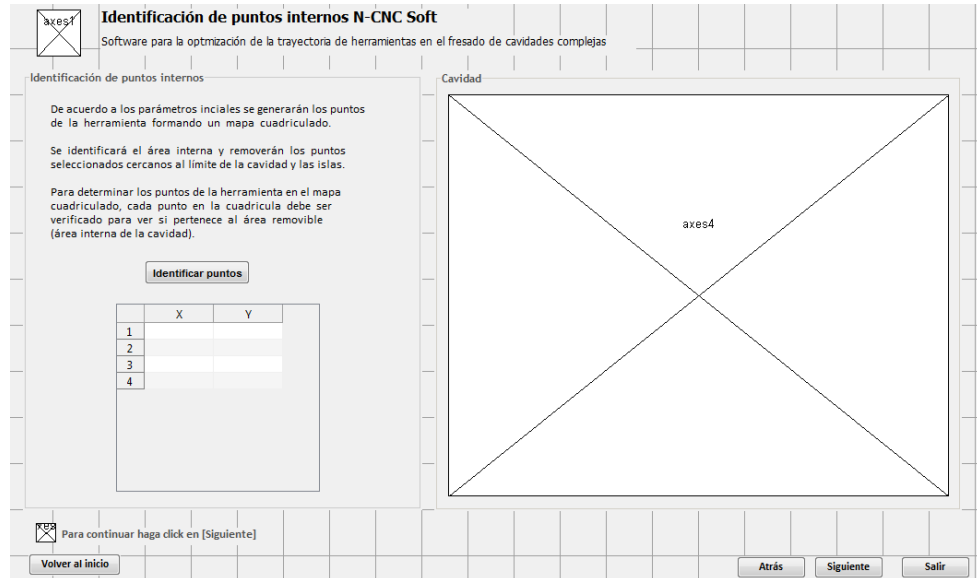 axes1
Identificación de puntos internos N-CNC Soft
Software para la optmización de la trayectoria de herramientas en el fresado de cavidades complejas
Identificación de puntos internos
De acuerdo a los parámetros inciales se generarán los puntos
de la herramienta formando un mapa cuadriculado.
Se identificará el área interna y removerán los puntos
seleccionados cercanos al límite de la cavidad y las islas.
Para determinar los puntos de la herramienta en el mapa
cuadriculado, cada punto en la cuadricula debe ser
verificado para ver si pertenece al área removible
(área interna de la cavidad).
Identificar puntos
X Y
1
2
3
4
Cavidad
axes4
Para continuar haga click en [Siguiente]
Volver al inicio
Atrás
Siguiente
Salir